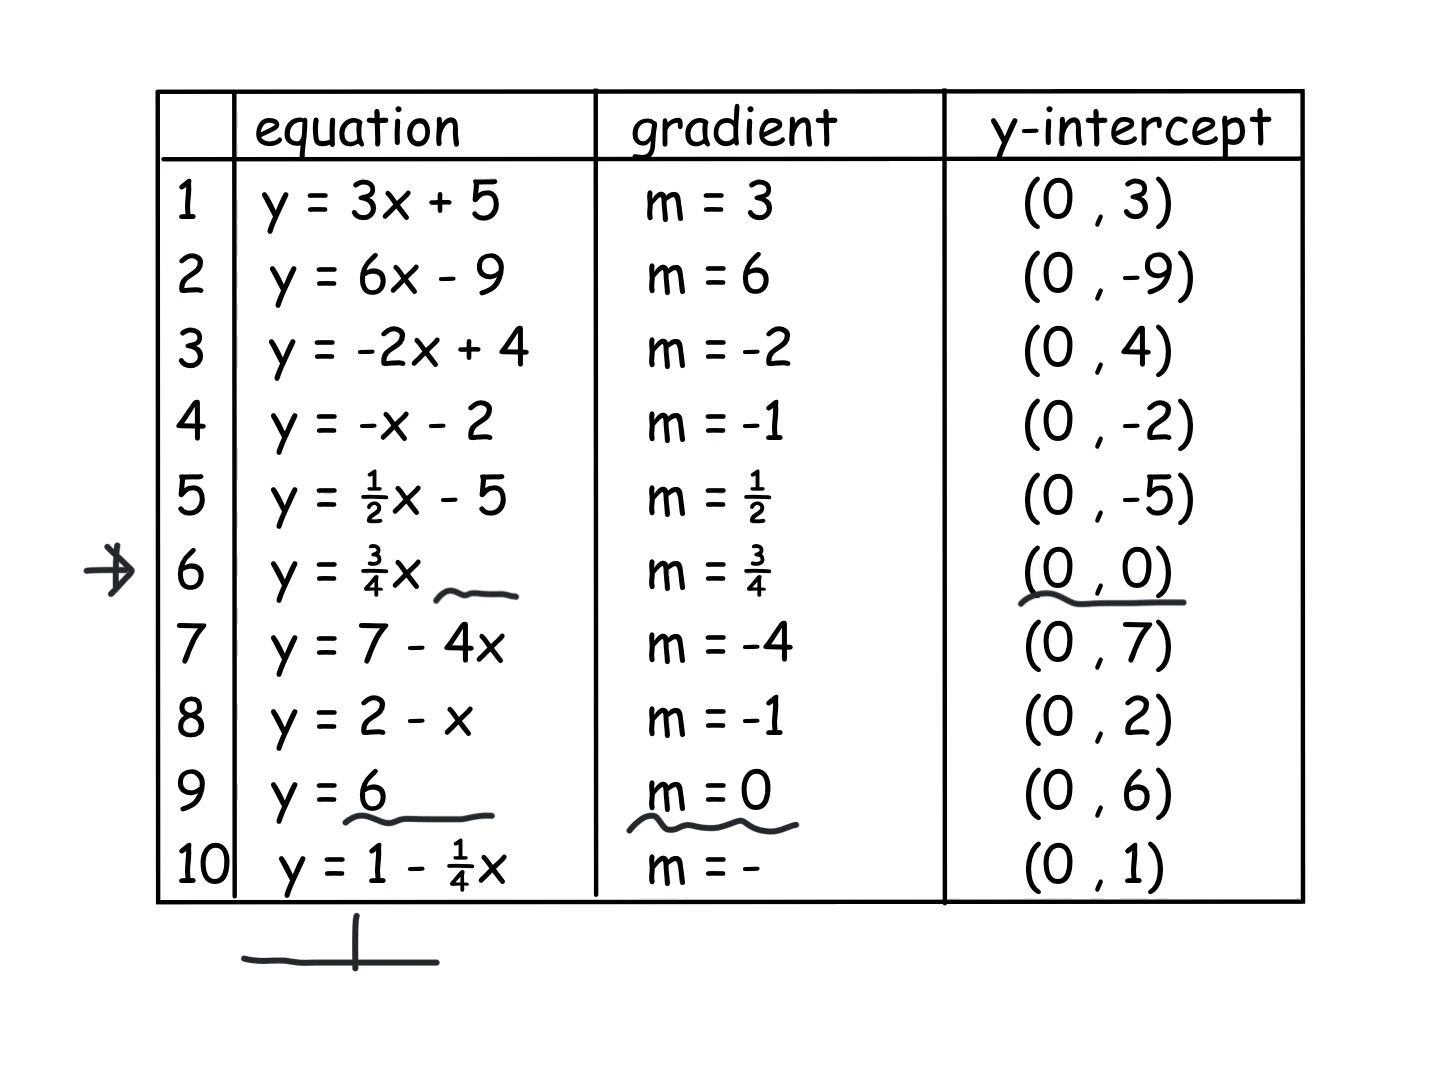 equation gradient y-intercept
1 y = 3x + 5 m = 3 (0 , 3)
2 y = 6x - 9 m = 6 (0 , -9)
3 y = -2x + 4 m = -2 (0 , 4)
4 y = -x - 2 m = -1 (0 , -2)
5 y = 1/2x - 5 m = 1/2 (0 , -5)
6 y = 3/4x m = 3/4 (0 , 0)
7 y = 7 - 4x m = -4 (0 , 7)
8 y = 2 - x m = -1 (0 , 2)
9 y = 6 m = 0 (0 , 6)
10 y = 1 - 1/4x m = - (0 , 1)